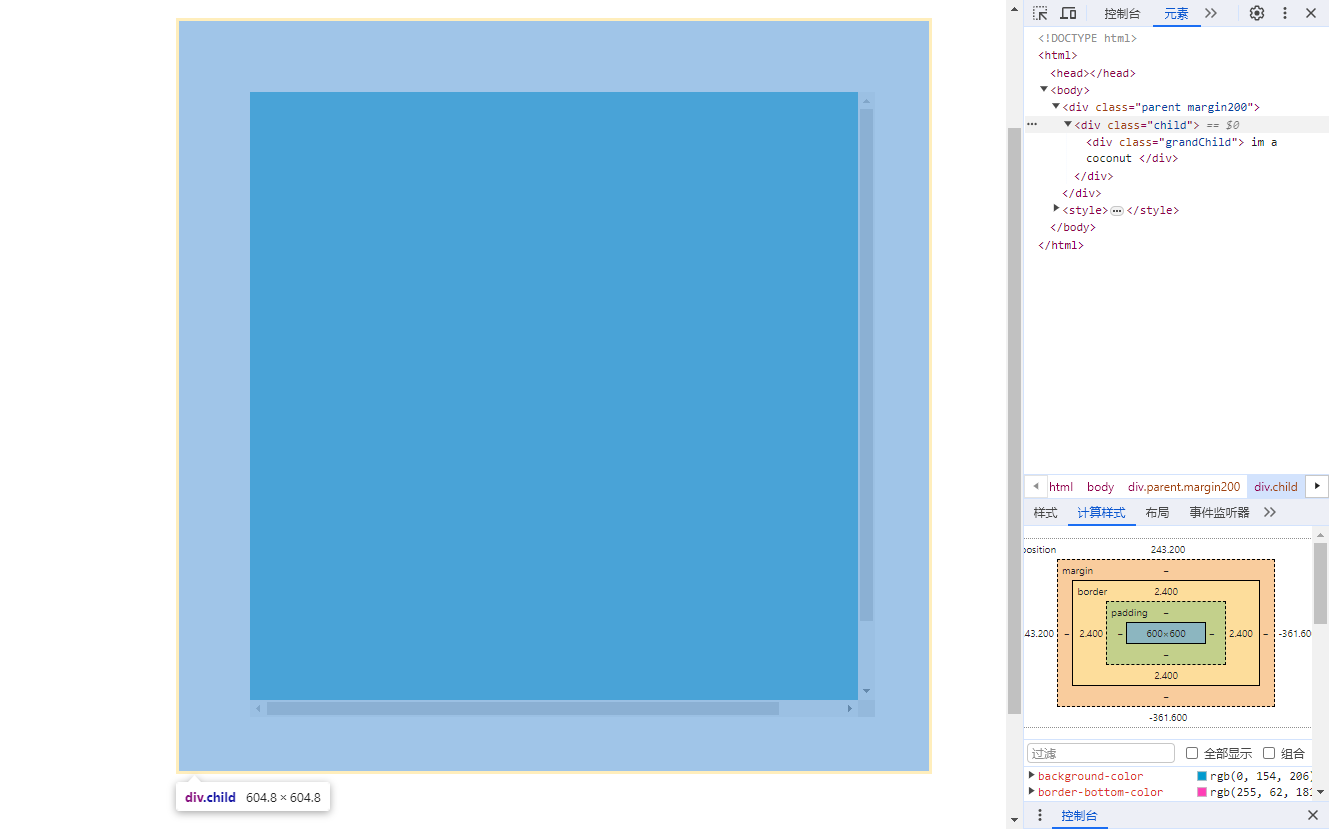 控制台 元素
<!DOCTYPE html>
<html>
<head></head>
<body>
<div class="parent margin200">
<div class="child"> == $0
<div class="grandChild"> im a
coconut </div>
</div>
</div>
<style> </style>
</body>
</html>
html body div.parent.margin200 div.child
样式 计算样式 布局 事件监听器
position 243.200
margin –
border 2.400
padding –
43.200 – 2.400 – 600×600 – 2.400 – -361.60
–
2.400
–
-361.600
过滤 全部显示 组合
background-color rgb(0, 154, 206)
border-bottom-color rgb(255, 62, 181
控制台
div.child 604.8 × 604.8